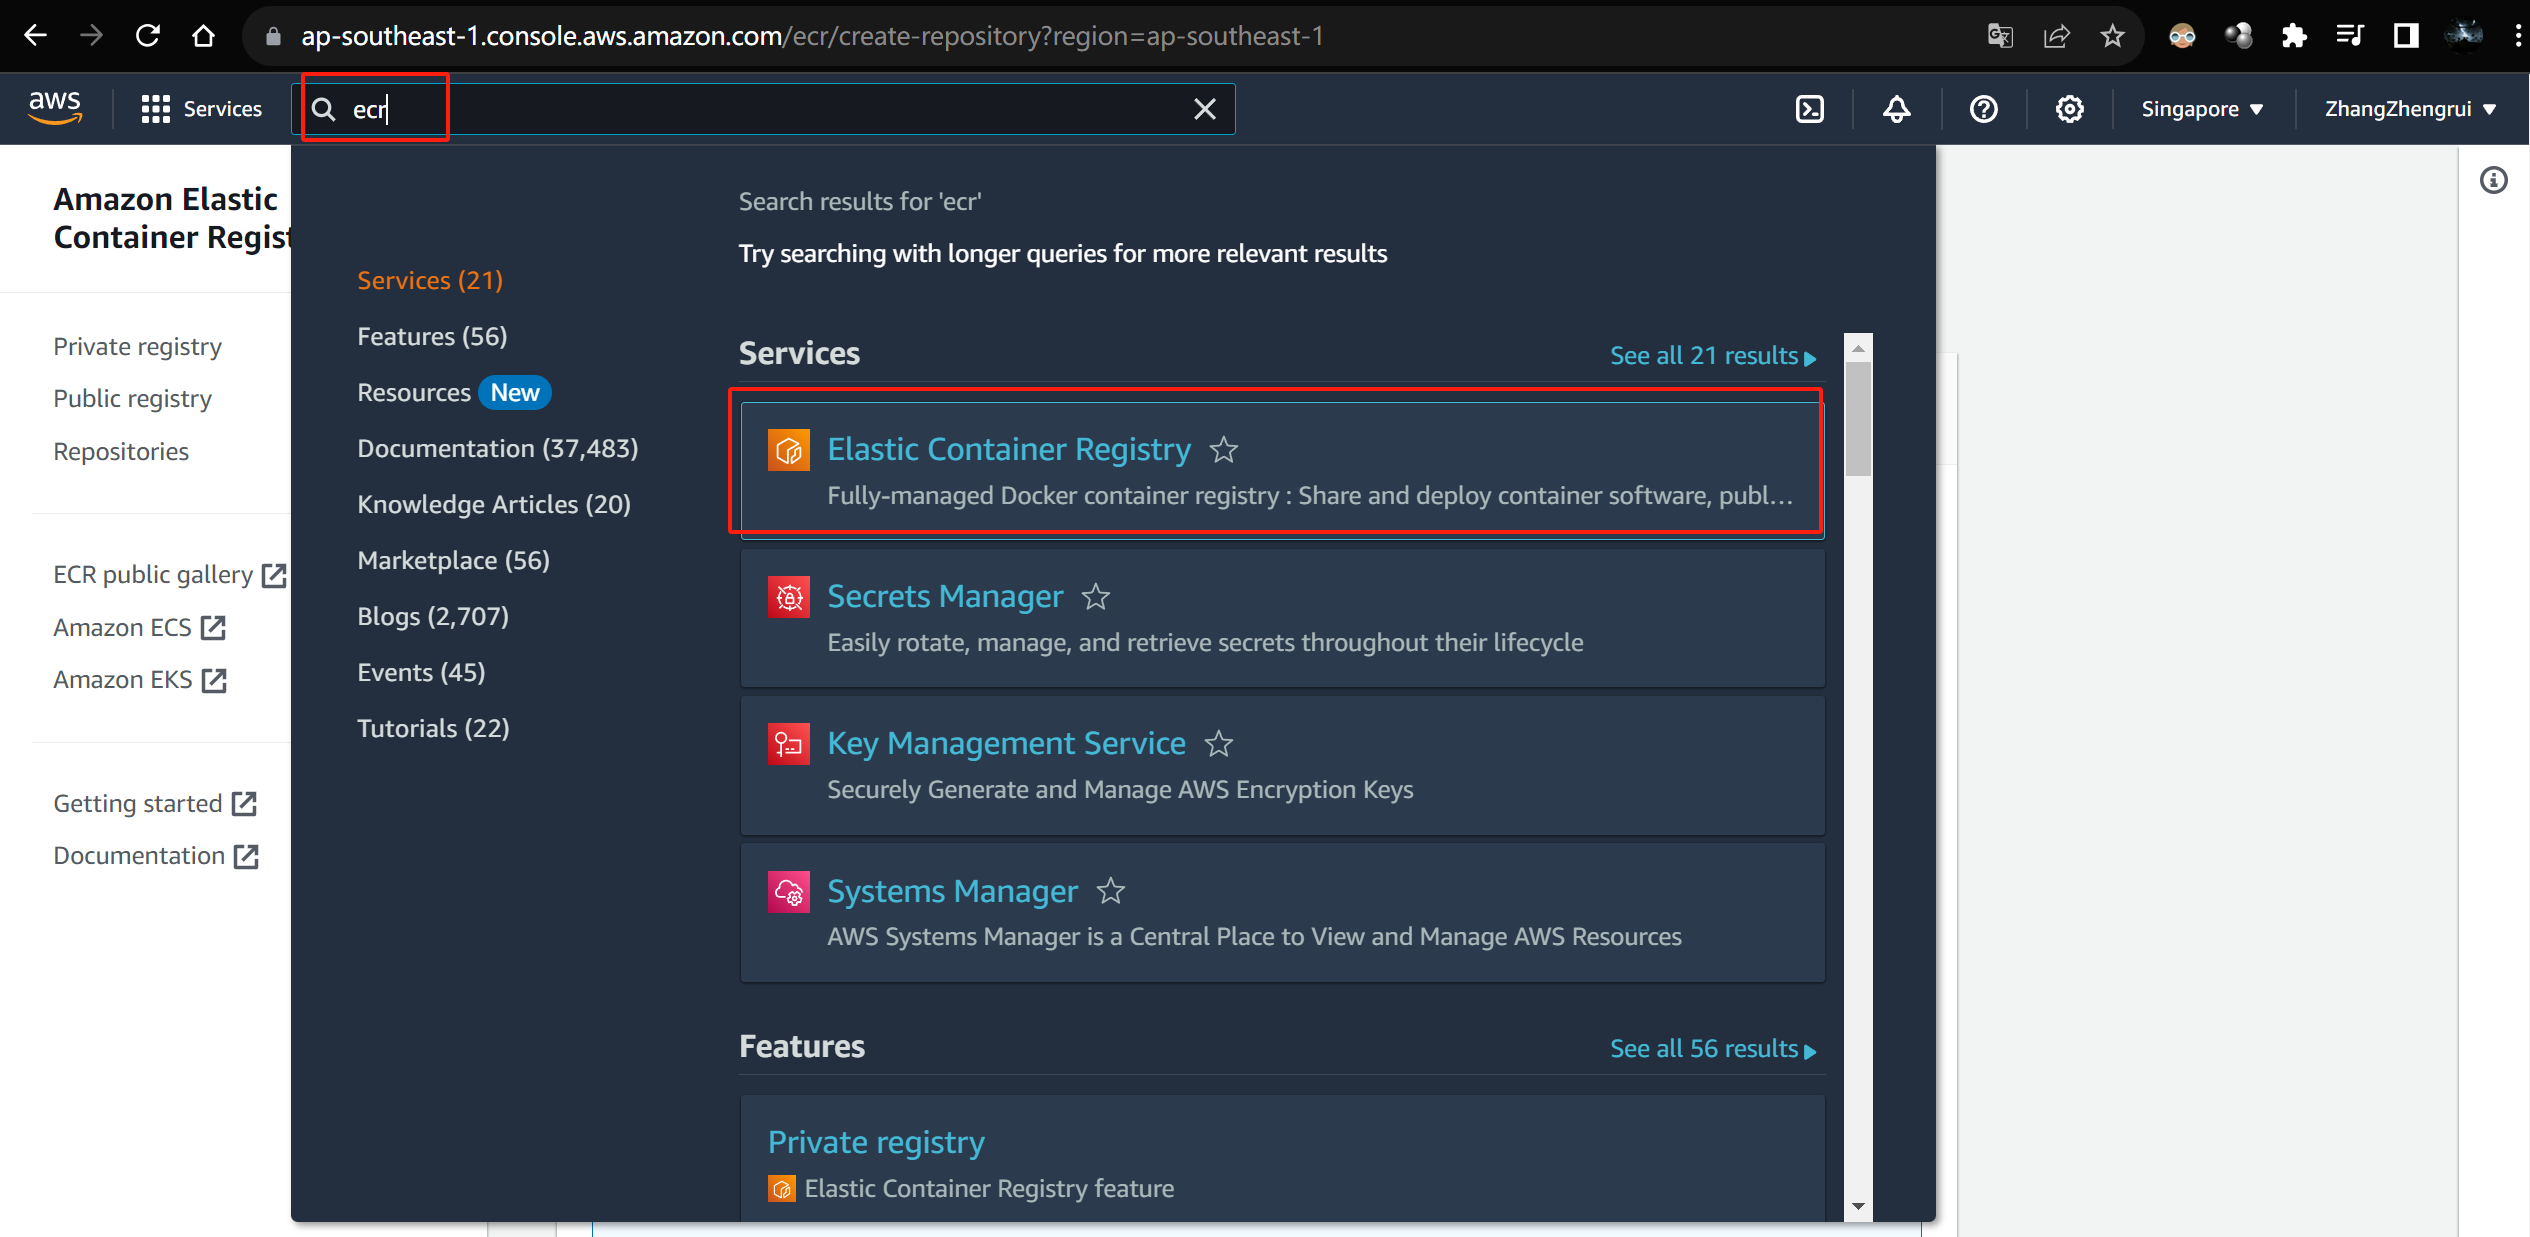 ap-southeast-1.console.aws.amazon.com/ecr/create-repository?region=ap-southeast-1
aws
Services
ecr
Singapore
ZhangZhengrui
Amazon Elastic
Container Regist
Private registry
Public registry
Repositories
ECR public gallery
Amazon ECS
Amazon EKS
Getting started
Documentation
Services (21)
Features (56)
Resources New
Documentation (37,483)
Knowledge Articles (20)
Marketplace (56)
Blogs (2,707)
Events (45)
Tutorials (22)
Search results for 'ecr'
Try searching with longer queries for more relevant results
Services
See all 21 results
Elastic Container Registry
Fully-managed Docker container registry : Share and deploy container software, publ...
Secrets Manager
Easily rotate, manage, and retrieve secrets throughout their lifecycle
Key Management Service
Securely Generate and Manage AWS Encryption Keys
Systems Manager
AWS Systems Manager is a Central Place to View and Manage AWS Resources
Features
See all 56 results
Private registry
Elastic Container Registry feature